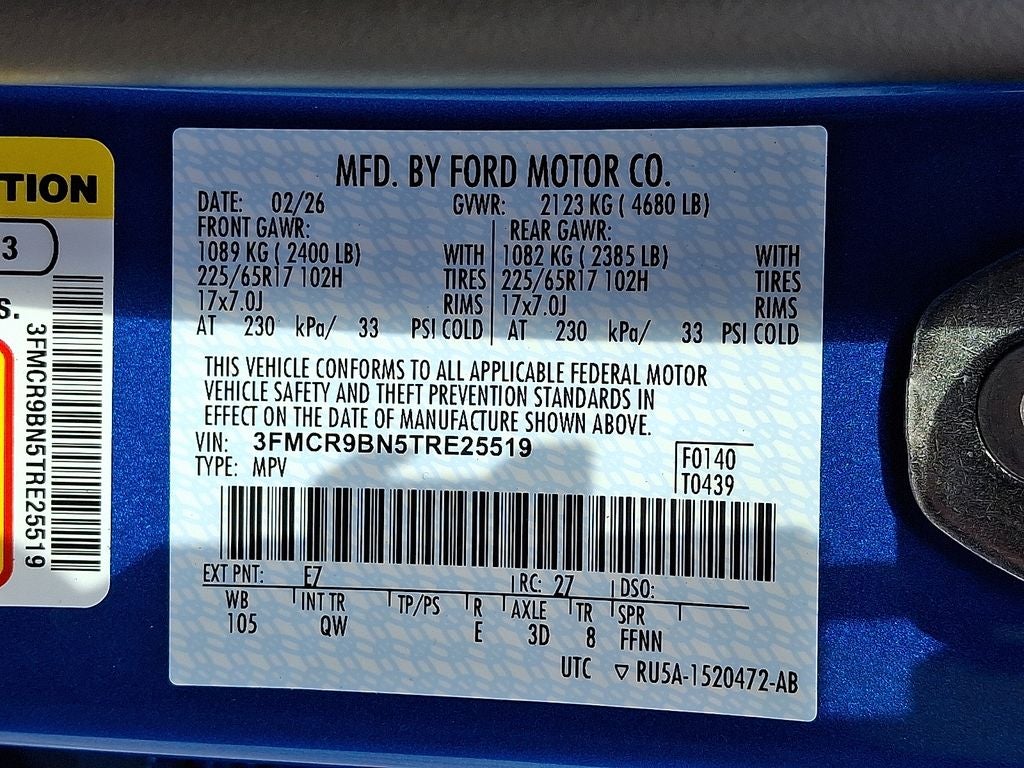 TION
3
S.
3FMCR9BN5TRE25519
MFD. BY FORD MOTOR CO.
DATE: 02/26 GVWR: 2123 KG ( 4680 LB)
FRONT GAWR: REAR GAWR:
1089 KG ( 2400 LB) WITH 1082 KG ( 2385 LB) WITH
225/65R17 102H TIRES 225/65R17 102H TIRES
17x7.0J RIMS 17x7.0J RIMS
AT 230 kPa/ 33 PSI COLD AT 230 kPa/ 33 PSI COLD
THIS VEHICLE CONFORMS TO ALL APPLICABLE FEDERAL MOTOR
VEHICLE SAFETY AND THEFT PREVENTION STANDARDS IN
EFFECT ON THE DATE OF MANUFACTURE SHOWN ABOVE.
VIN: 3FMCR9BN5TRE25519
TYPE: MPV
F0140
T0439
EXT PNT: E7 RC: 27 DSO:
WB INT TR TP/PS R AXLE TR SPR
105 QW E 3D 8 FFNN
UTC ▽ RU5A-1520472-AB